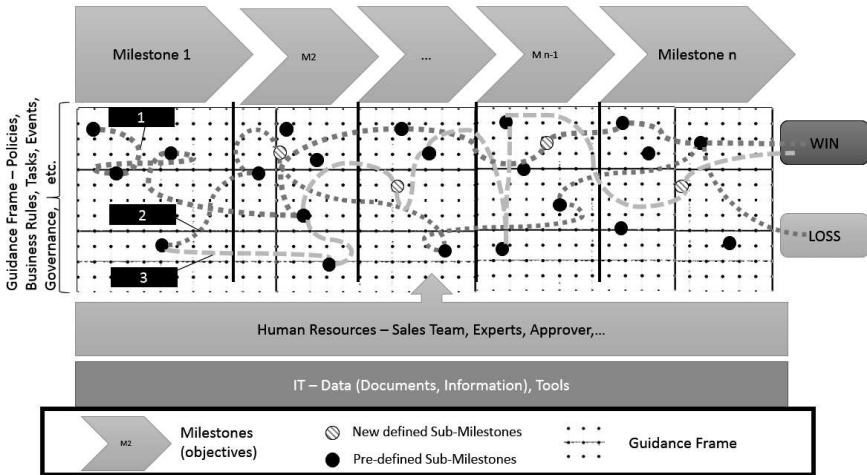 Milestone 1
M2
...
M n-1
Milestone n
Guidance Frame – Policies,
Business Rules, Tasks, Events,
Governance, etc.
1
2
3
WIN
LOSS
Human Resources – Sales Team, Experts, Approver,...
IT – Data (Documents, Information), Tools
M2
Milestones
(objectives)
New defined Sub-Milestones
Pre-defined Sub-Milestones
Guidance Frame